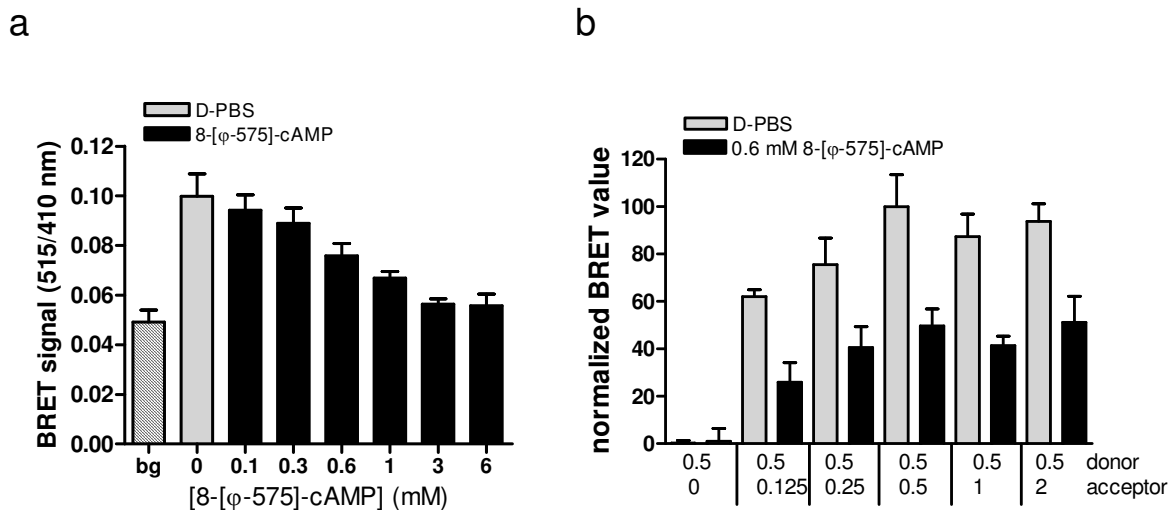 a
D-PBS
8-[φ-575]-cAMP
BRET signal (515/410 nm)
0.12
0.10
0.08
0.06
0.04
0.02
0.00
bg 0 0.1 0.3 0.6 1 3 6
[8-[φ-575]-cAMP] (mM)
b
D-PBS
0.6 mM 8-[φ-575]-cAMP
normalized BRET value
120
100
80
60
40
20
0
0.5 0.5 0.5 0.5 0.5 0.5 donor
0 0.125 0.25 0.5 1 2 acceptor